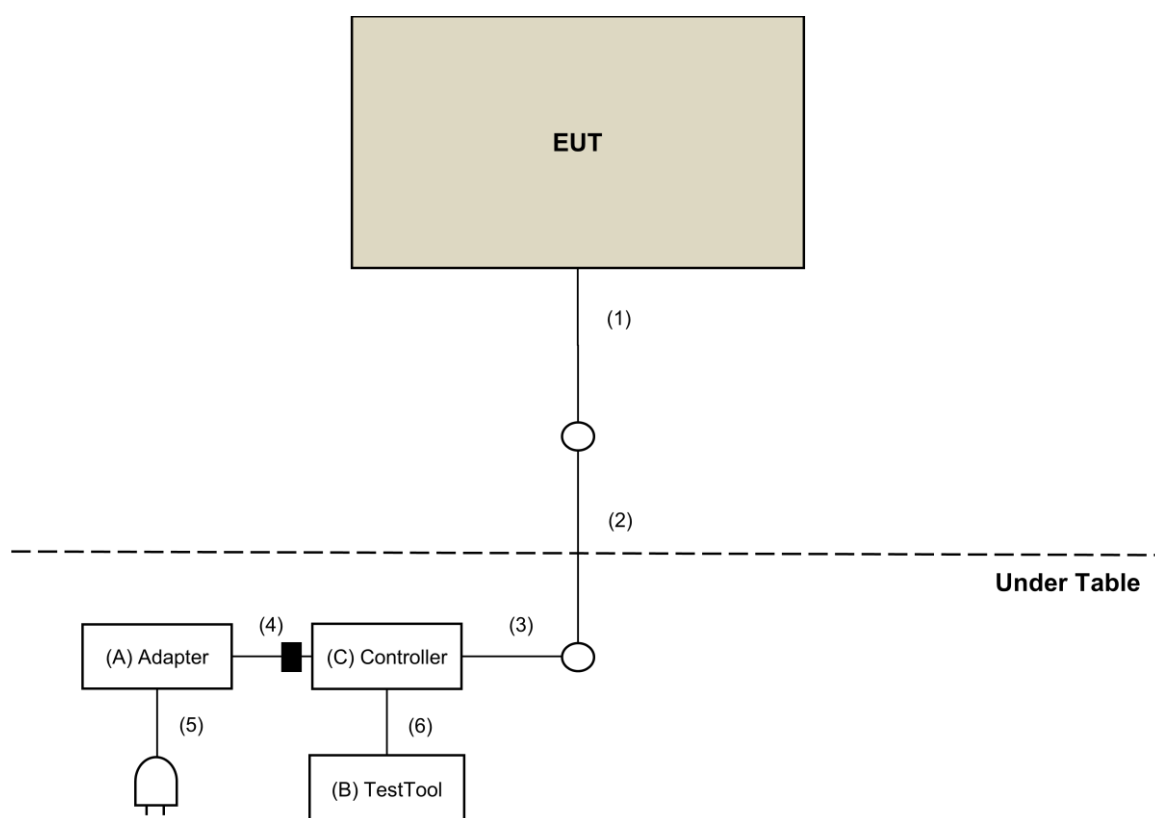 EUT
(1)
(2)
Under Table
(4)
(3)
(A) Adapter
(C) Controller
(5)
(6)
(B) TestTool